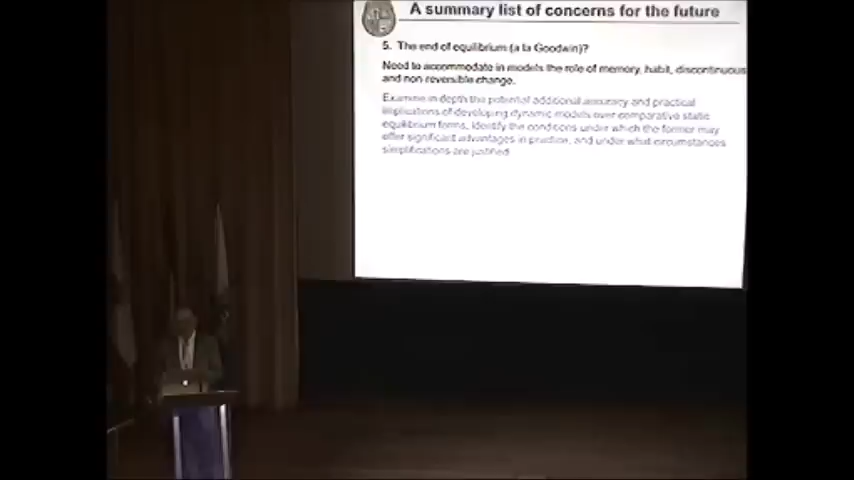 A summary list of concerns for the future
5. The end of equilibrium (a la Goodwin)?
Need to accommodate in models the role of memory, habit, discontinuous
and non reversible change.
Examine in depth the potential additional accuracy and practical
implications of developing dynamic models over comparative static
equilibrium forms, Identify the conditions under which the former may
offer significant advantages in practice, and under what circumstances
simplifications are justified